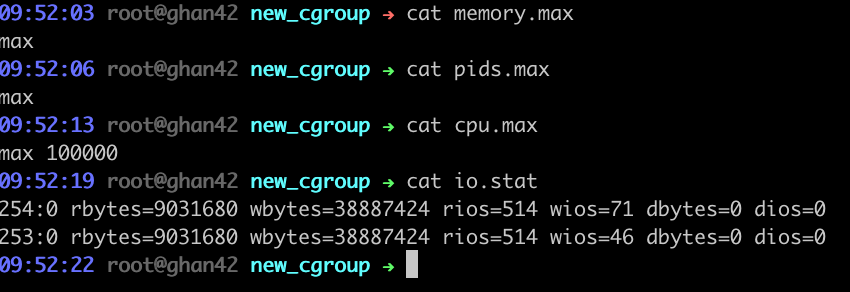 09:52:03 root@ghan42 new_cgroup → cat memory.max
max
09:52:06 root@ghan42 new_cgroup → cat pids.max
max
09:52:13 root@ghan42 new_cgroup → cat cpu.max
max 100000
09:52:19 root@ghan42 new_cgroup → cat io.stat
254:0 rbytes=9031680 wbytes=38887424 rios=514 wios=71 dbytes=0 dios=0
253:0 rbytes=9031680 wbytes=38887424 rios=514 wios=46 dbytes=0 dios=0
09:52:22 root@ghan42 new_cgroup →